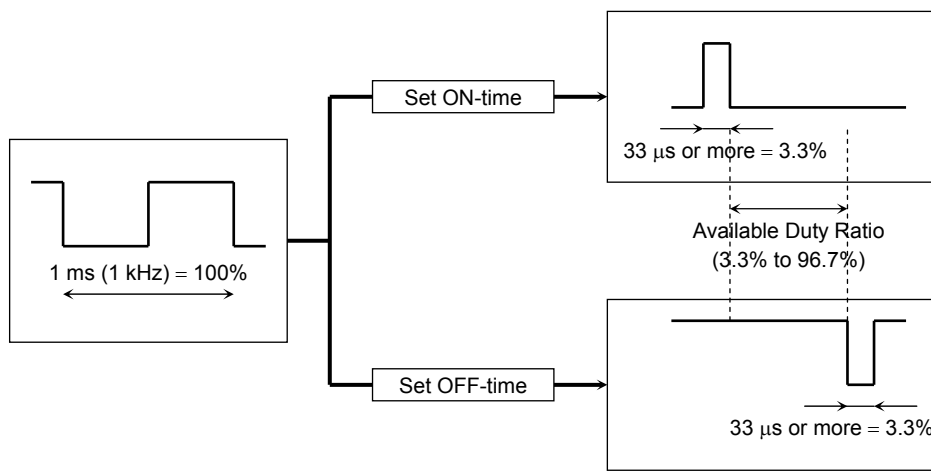 Set ON-time
33 μs or more = 3.3%
1 ms (1 kHz) = 100%
Available Duty Ratio
(3.3% to 96.7%)
Set OFF-time
33 μs or more = 3.3%